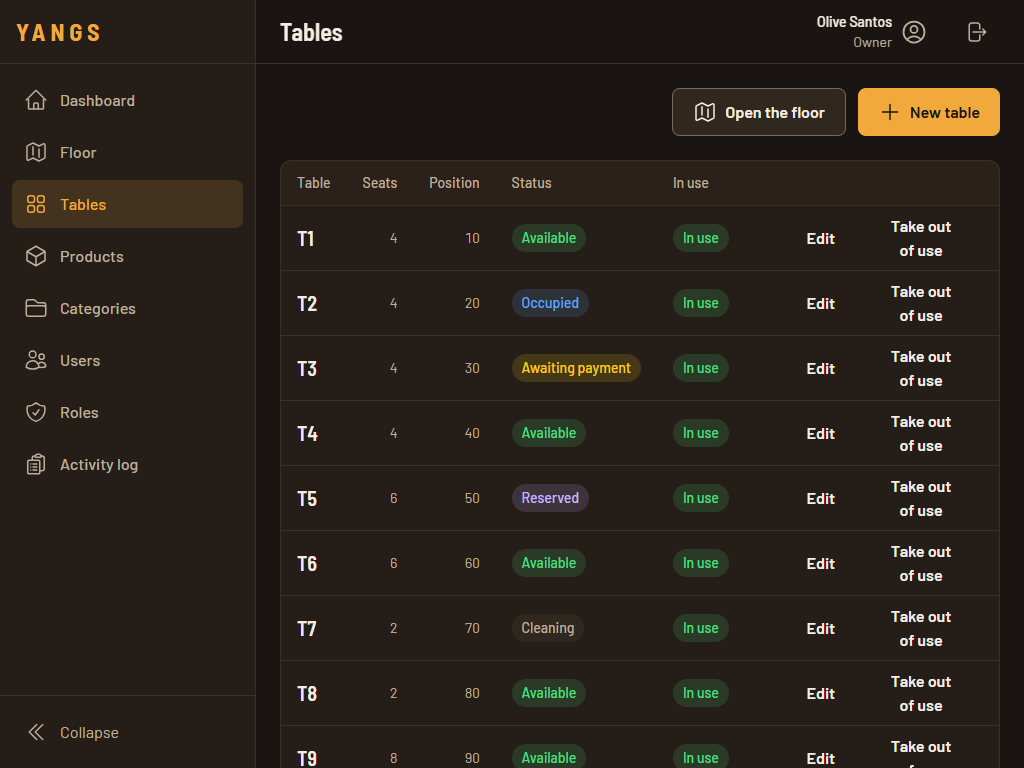 YANGS
Tables
Olive Santos
Owner
Dashboard
Floor
Tables
Products
Categories
Users
Roles
Activity log
Collapse
Open the floor
New table
Table Seats Position Status In use
T1 4 10 Available In use Edit Take out of use
T2 4 20 Occupied In use Edit Take out of use
T3 4 30 Awaiting payment In use Edit Take out of use
T4 4 40 Available In use Edit Take out of use
T5 6 50 Reserved In use Edit Take out of use
T6 6 60 Available In use Edit Take out of use
T7 2 70 Cleaning In use Edit Take out of use
T8 2 80 Available In use Edit Take out of use
T9 8 90 Available In use Edit Take out